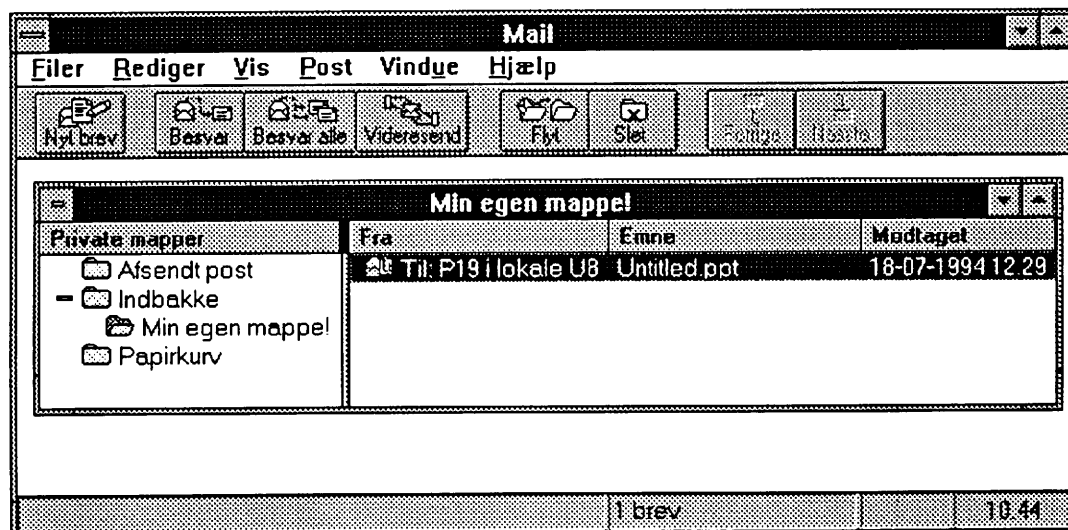 Mail
Filer Rediger Vis Post Vindue Hjælp
Nyt brev Besvar Besvar alle Videresend Flyt Slet Forrige Næste
Min egen mappe!
Private mapper Fra Emne Modtaget
Afsendt post Til: P19 i lokale U8 Untitled.ppt 18-07-1994 12.29
Indbakke
Min egen mappe!
Papirkurv
1 brev 10:44